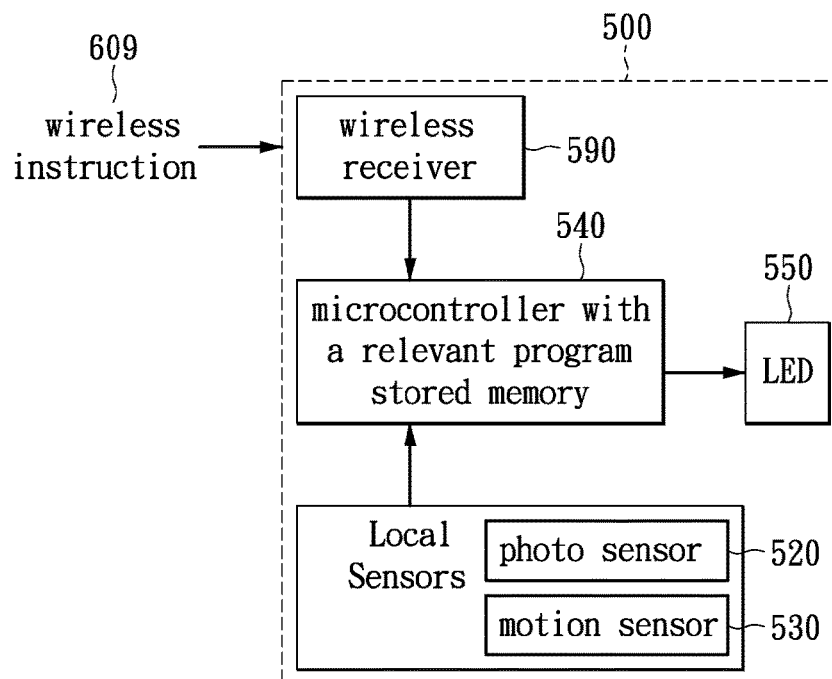 609
500
wireless
instruction
wireless
receiver
590
540
microcontroller with
a relevant program
stored memory
550
LED
Local
Sensors
photo sensor
520
motion sensor
530